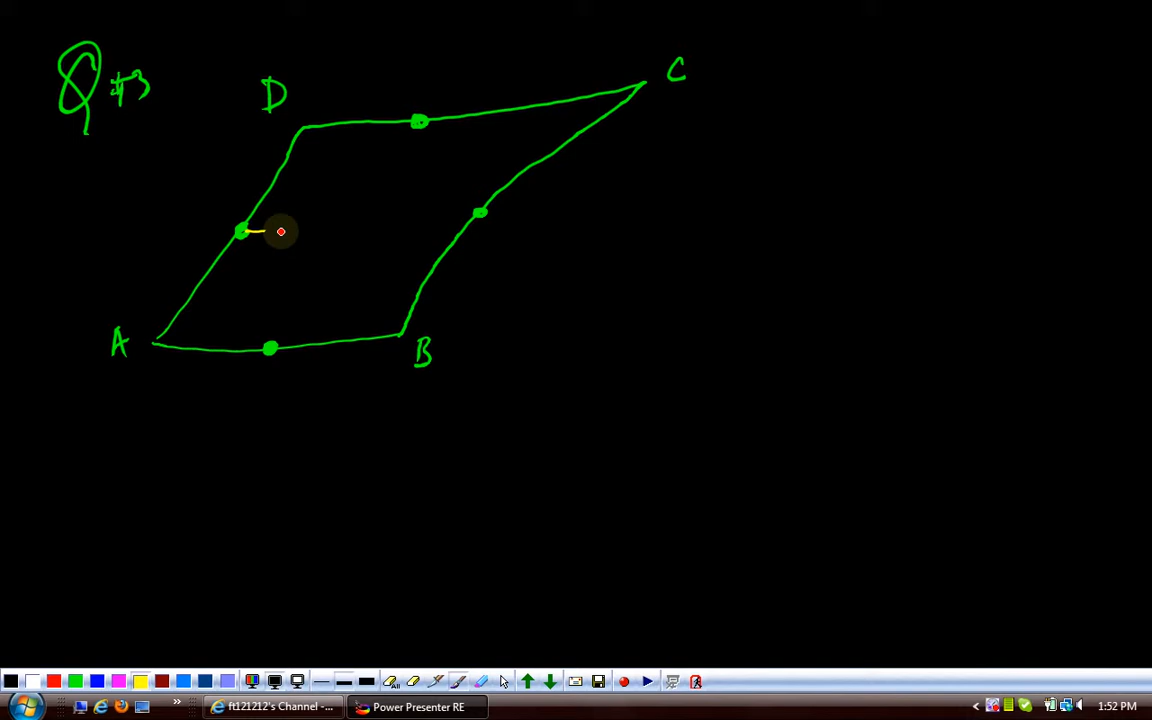 Q #3
D
C
A
B
ft121212's Channel -...
Power Presenter RE
1:52 PM